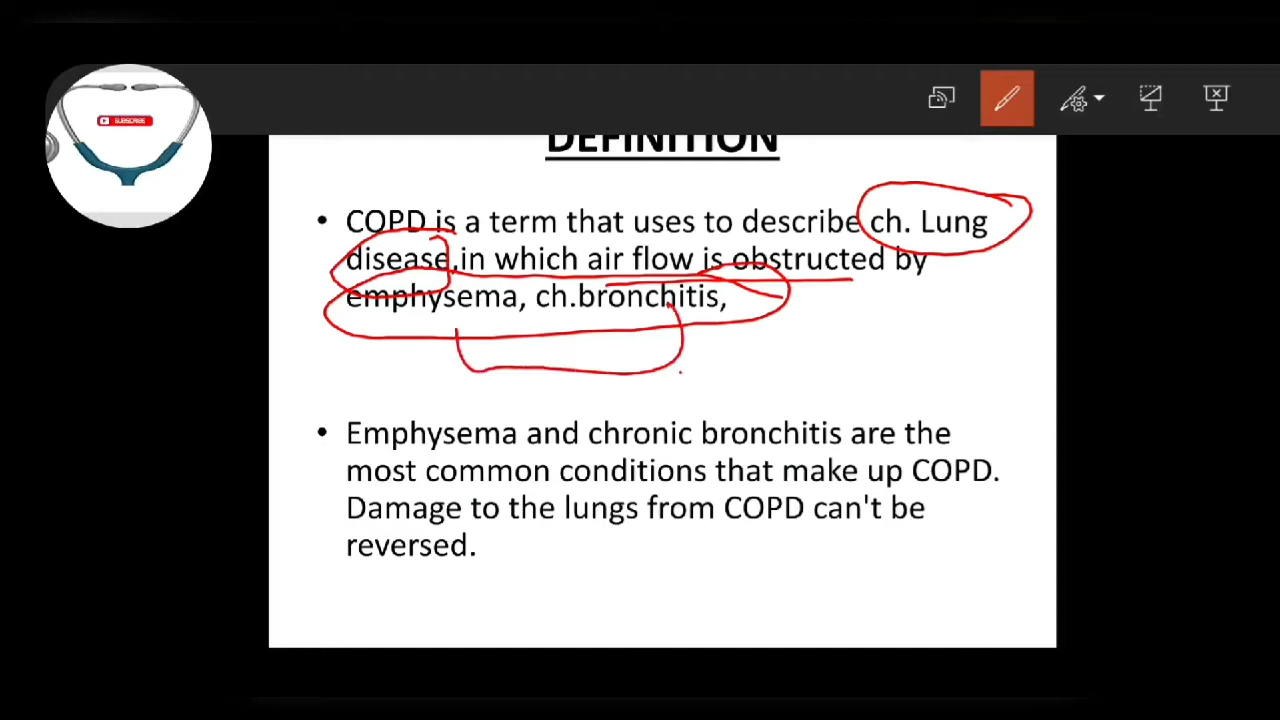 SUBSCRIBE
DEFINITION
• COPD is a term that uses to describe ch. Lung
disease,in which air flow is obstructed by
emphysema, ch.bronchitis,
• Emphysema and chronic bronchitis are the
most common conditions that make up COPD.
Damage to the lungs from COPD can't be
reversed.